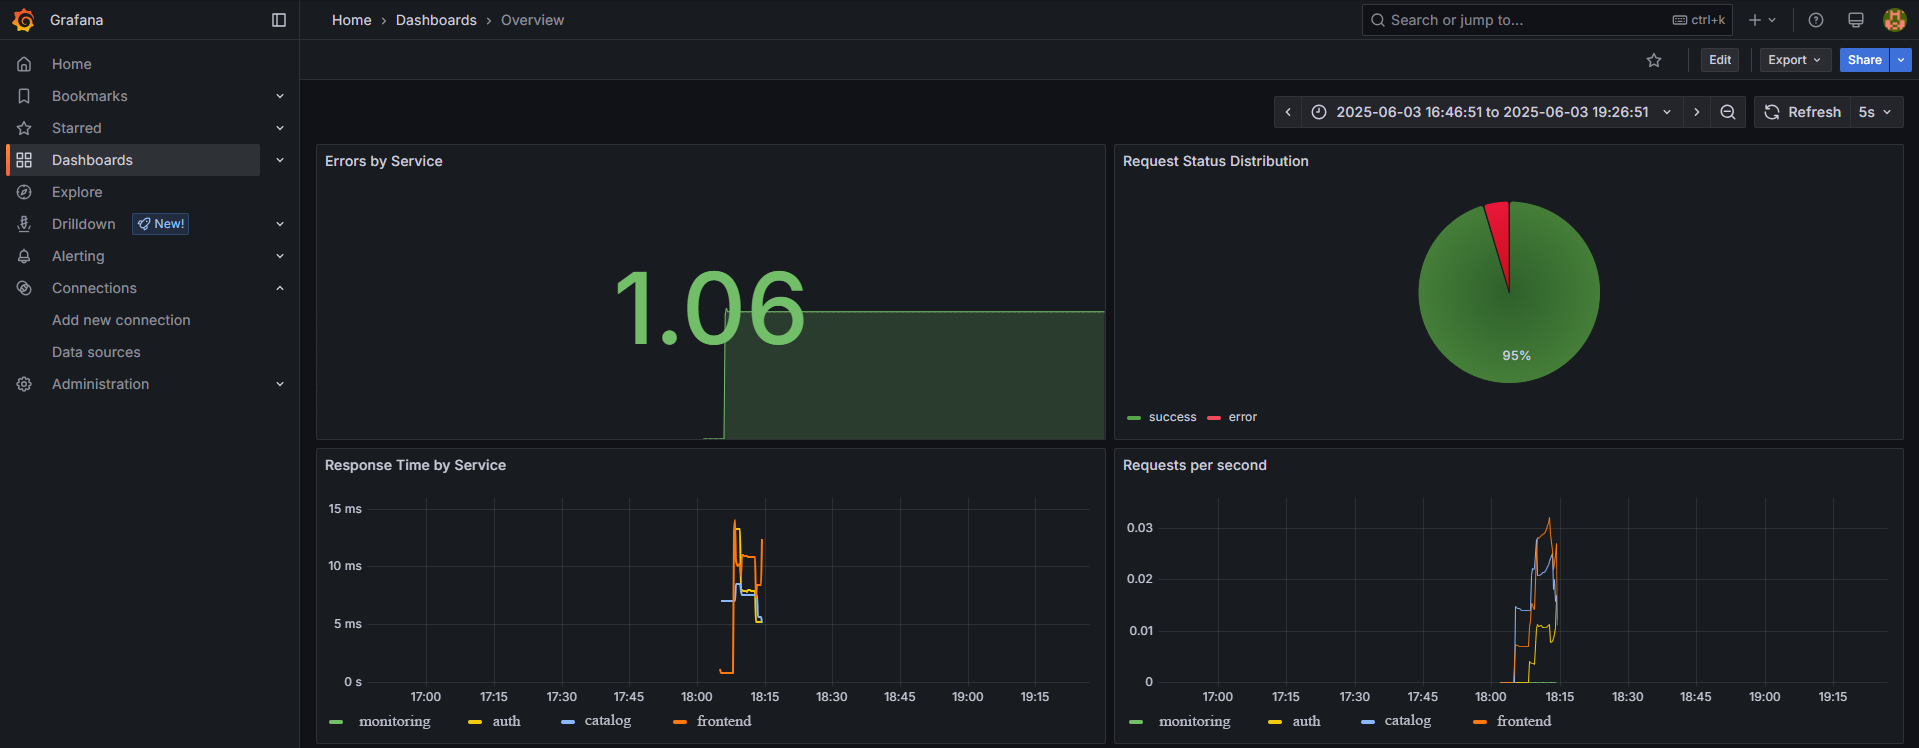 Grafana
Home › Dashboards › Overview
Search or jump to...
ctrl+k
Home
Bookmarks
Starred
Dashboards
Explore
Drilldown
New!
Alerting
Connections
Add new connection
Data sources
Administration
Edit
Export
Share
2025-06-03 16:46:51 to 2025-06-03 19:26:51
Refresh
5s
Errors by Service
1.06
Request Status Distribution
95%
success error
Response Time by Service
15 ms
10 ms
5 ms
0 s
17:00 17:15 17:30 17:45 18:00 18:15 18:30 18:45 19:00 19:15
monitoring auth catalog frontend
Requests per second
0.03
0.02
0.01
0
17:00 17:15 17:30 17:45 18:00 18:15 18:30 18:45 19:00 19:15
monitoring auth catalog frontend